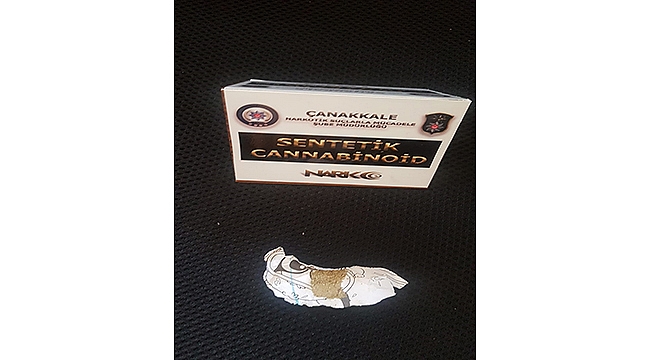 ÇANAKKALE
NARKOTİK SUÇLARLA MÜCADELE
ŞUBE MÜDÜRLÜĞÜ
SENTETİK
CANNABİNOİD
NARKO